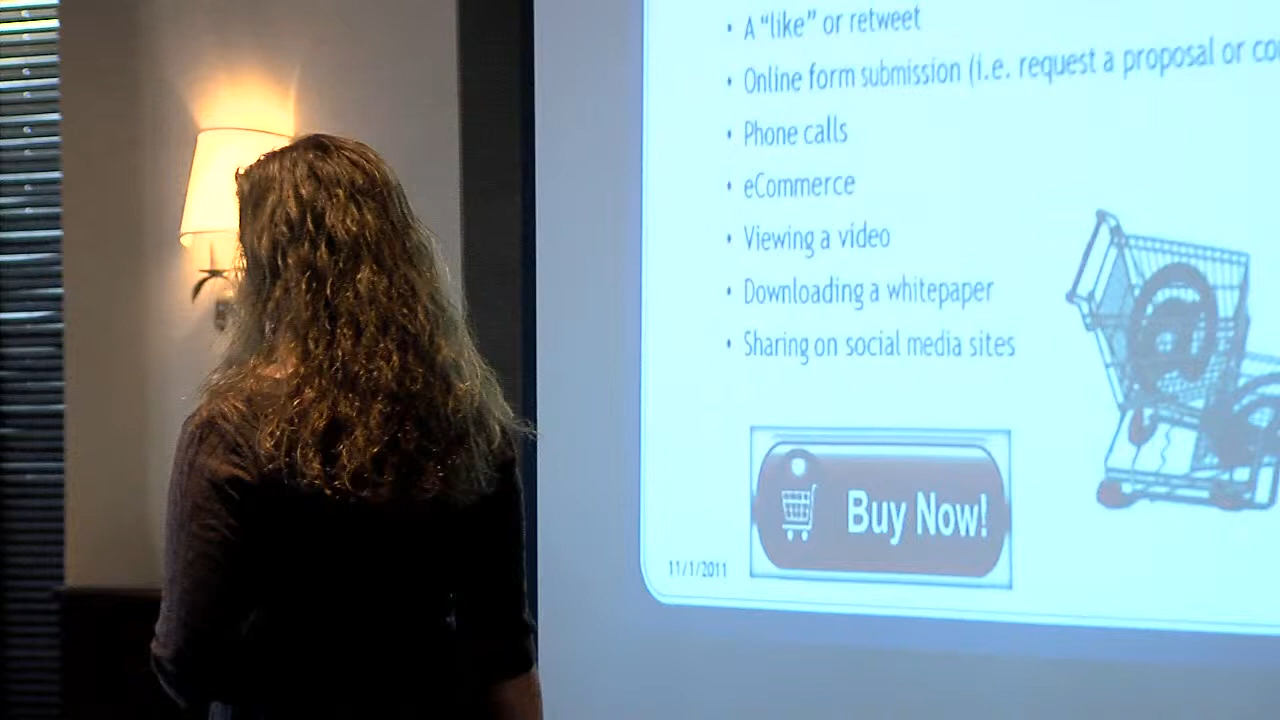 • A “like” or retweet
• Online form submission (i.e. request a proposal or
• Phone calls
• eCommerce
• Viewing a video
• Downloading a whitepaper
• Sharing on social media sites
@
Buy Now!
11/1/2011